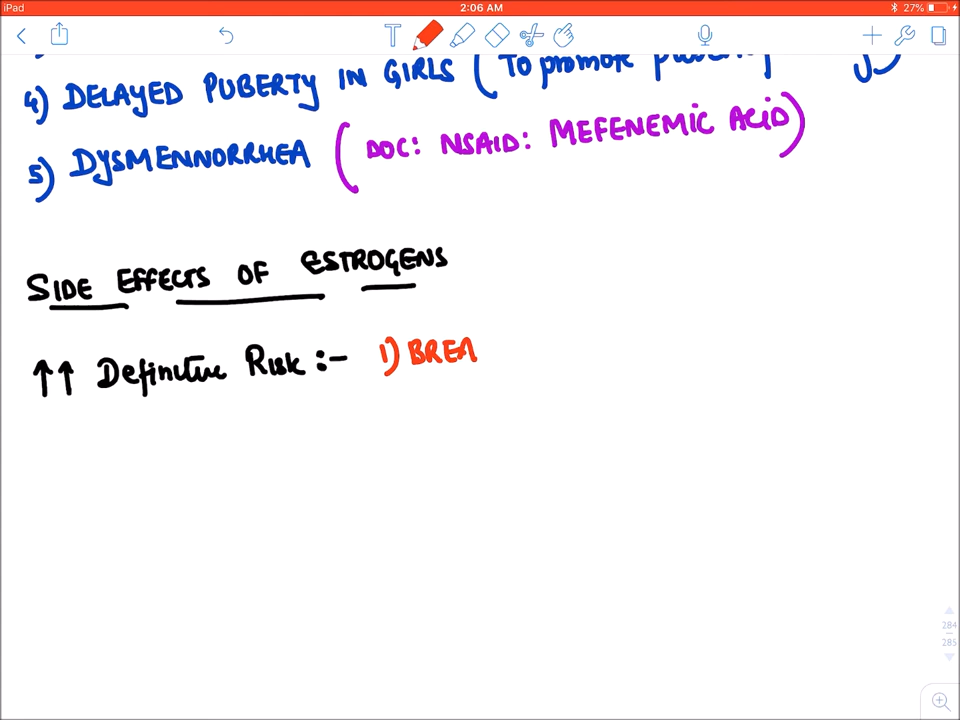 iPad 2:06 AM 27%
T
4) DELAYED PUBERTY IN GIRLS (To promote
5) DYSMENNORRHEA (DOC: NSAID: MEFENEMIC ACID)
SIDE EFFECTS OF ESTROGENS
↑↑ Definitive Risk :- 1) BREA
284
285